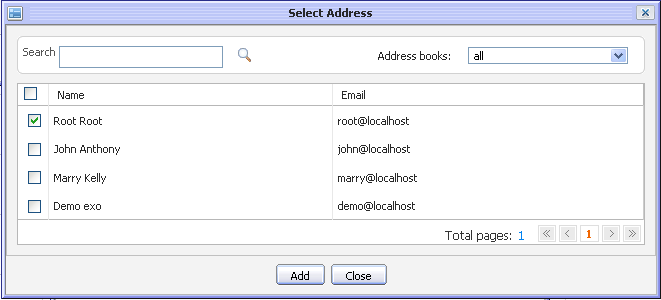 Select Address
Search Address books: all
Name Email
Root Root root@localhost
John Anthony john@localhost
Marry Kelly marry@localhost
Demo exo demo@localhost
Total pages: 1 1
Add Close